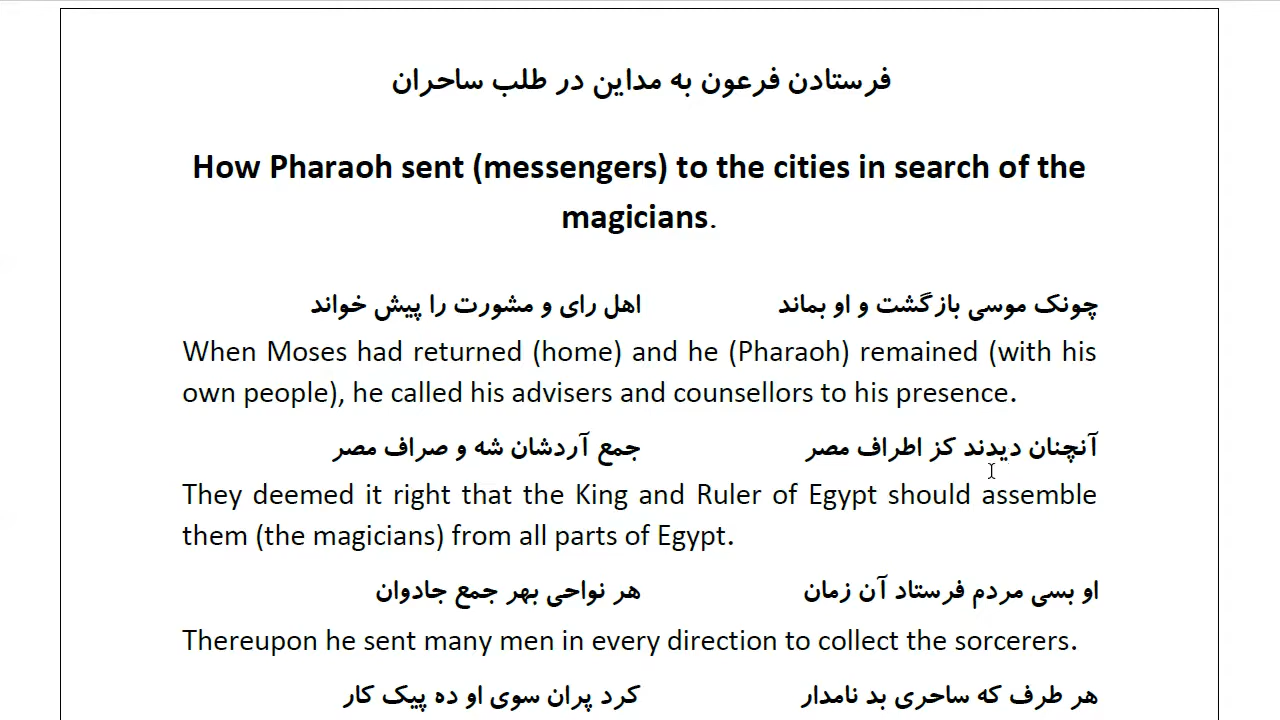 فرستادن فرعون به مداین در طلب ساحران
How Pharaoh sent (messengers) to the cities in search of the
magicians.
چونک موسی بازگشت و او بماند اهل رای و مشورت را پیش خواند
When Moses had returned (home) and he (Pharaoh) remained (with his
own people), he called his advisers and counsellors to his presence.
آنچنان دیدند کز اطراف مصر جمع آردشان شه و صراف مصر
They deemed it right that the King and Ruler of Egypt should assemble
them (the magicians) from all parts of Egypt.
او بسی مردم فرستاد آن زمان هر نواحی بهر جمع جادوان
Thereupon he sent many men in every direction to collect the sorcerers.
هر طرف که ساحری بد نامدار کرد پران سوی او ده پیک کار